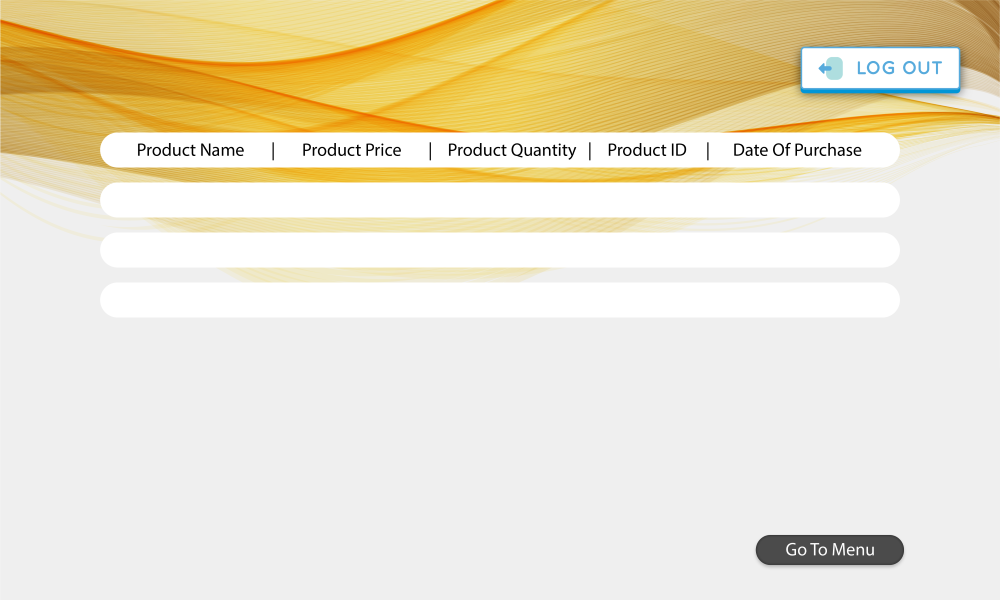 LOG OUT
Product Name | Product Price | Product Quantity | Product ID | Date Of Purchase
Go To Menu